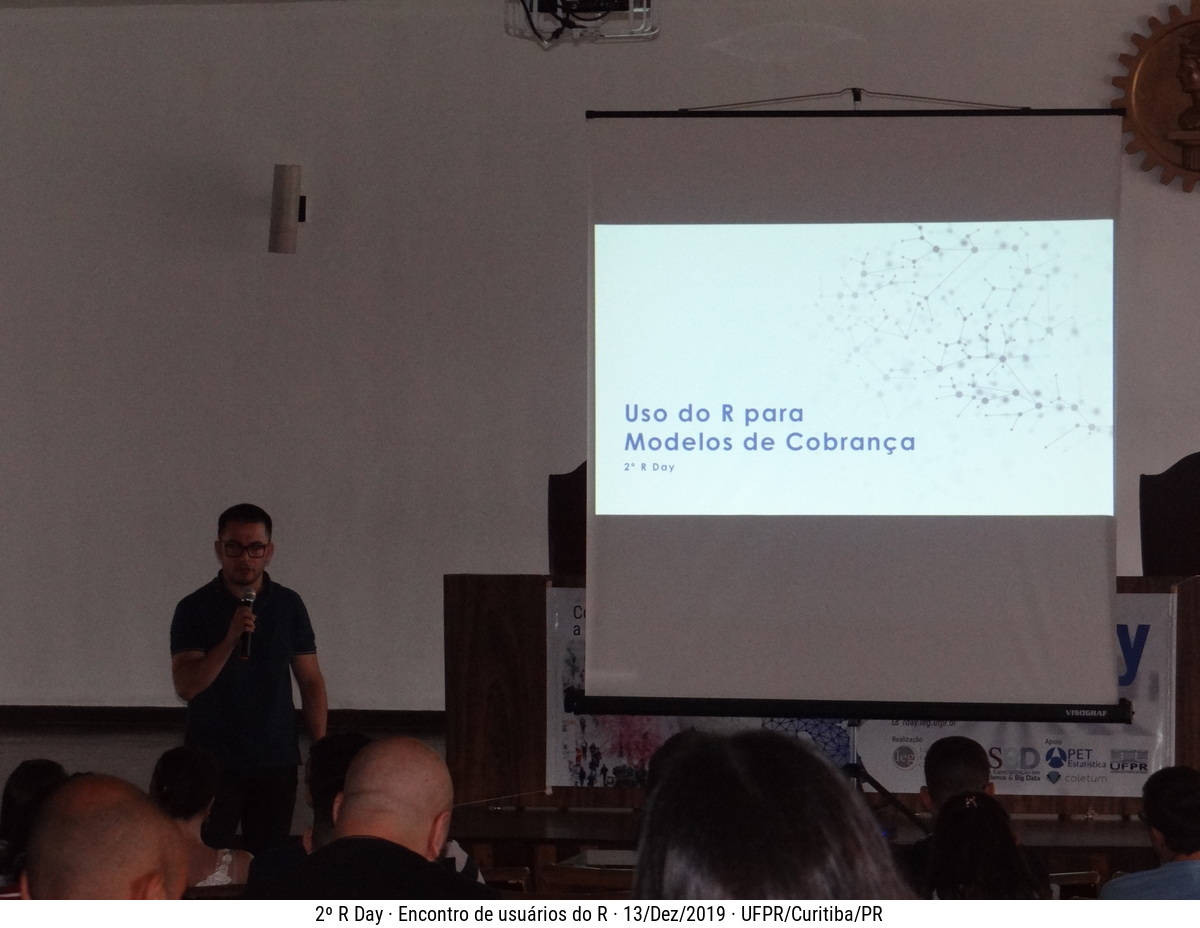 Uso do R para
Modelos de Cobrança
2º R Day
y
VISOGRAF
Realização
leg
Apoio
PET
Estatística
UFPR
coletum
2º R Day · Encontro de usuários do R · 13/Dez/2019 · UFPR/Curitiba/PR